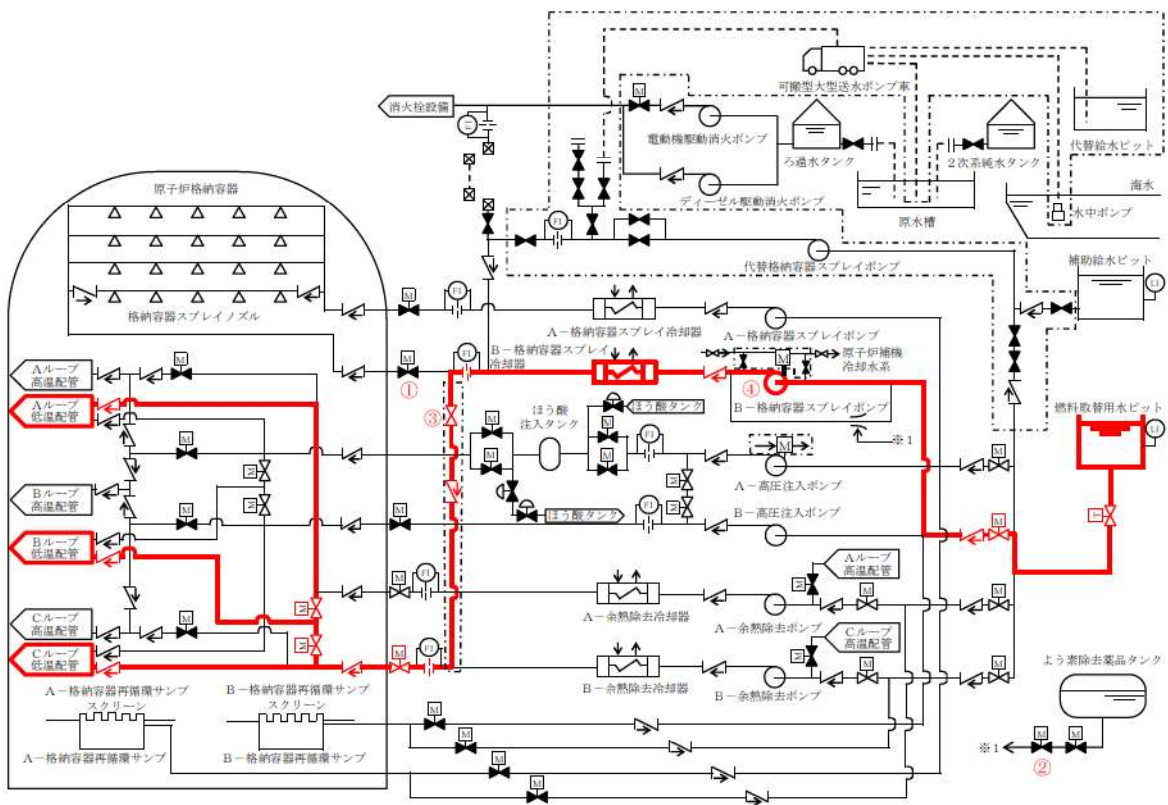 可搬型大型送水ポンプ車
消火栓設備
M
FI
電動機駆動消火ポンプ
ろ過水タンク
2次系純水タンク
代替給水ピット
原子炉格納容器
ディーゼル駆動消火ポンプ
原水槽
海水
水中ポンプ
FI
代替格納容器スプレイポンプ
補助給水ピット
LI
格納容器スプレイノズル
M
FI
A-格納容器スプレイ冷却器
A-格納容器スプレイポンプ
B-格納容器スプレイ
冷却器
原子炉補機
冷却水系
M
M
FI
①
④
B-格納容器スプレイポンプ
※1
Aループ
高温配管
M
Aループ
低温配管
③
ほう酸
注入タンク
ほう酸タンク
燃料取替用水ピット
LI
M
M
M
M
M
M
FI
M
M
M
A-高圧注入ポンプ
Bループ
高温配管
M
M
M
M
ほう酸タンク
FI
M
B-高圧注入ポンプ
M
T
Bループ
低温配管
M
FI
A-余熱除去冷却器
Aループ
高温配管
M
M
M
A-余熱除去ポンプ
Cループ
高温配管
M
M
M
Cループ
低温配管
M
FI
B-余熱除去冷却器
Cループ
高温配管
M
M
M
B-余熱除去ポンプ
よう素除去薬品タンク
A-格納容器再循環サンプ
スクリーン
B-格納容器再循環サンプ
スクリーン
A-格納容器再循環サンプ
B-格納容器再循環サンプ
M
M
M
M
※1
M
M
②